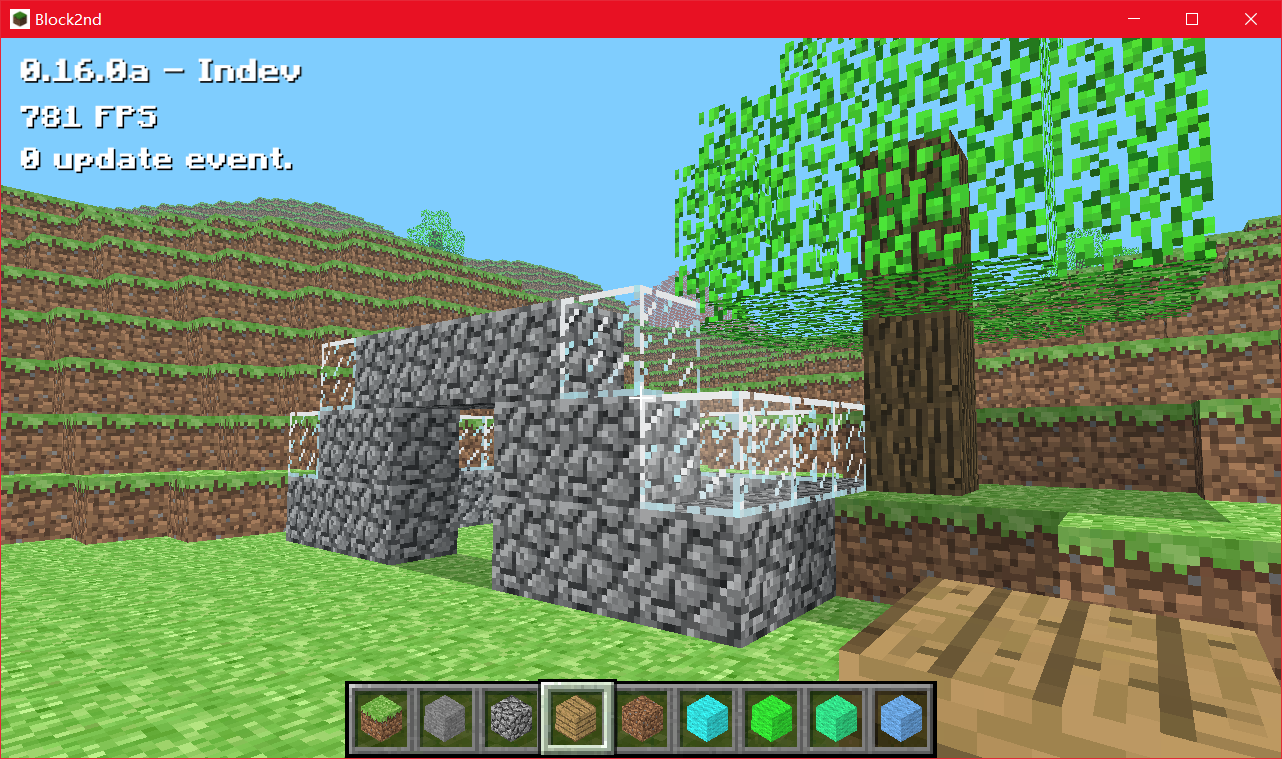 Block2nd
0.16.0a - Indev
781 FPS
0 update event.